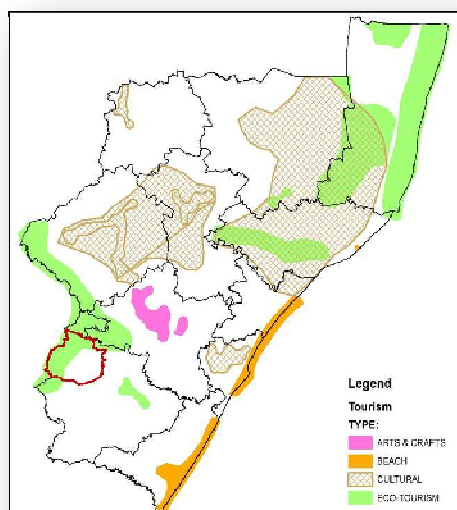 Legend
Tourism
TYPE:
ARTS & CRAFTS
BEACH
CULTURAL
ECO-TOURISM